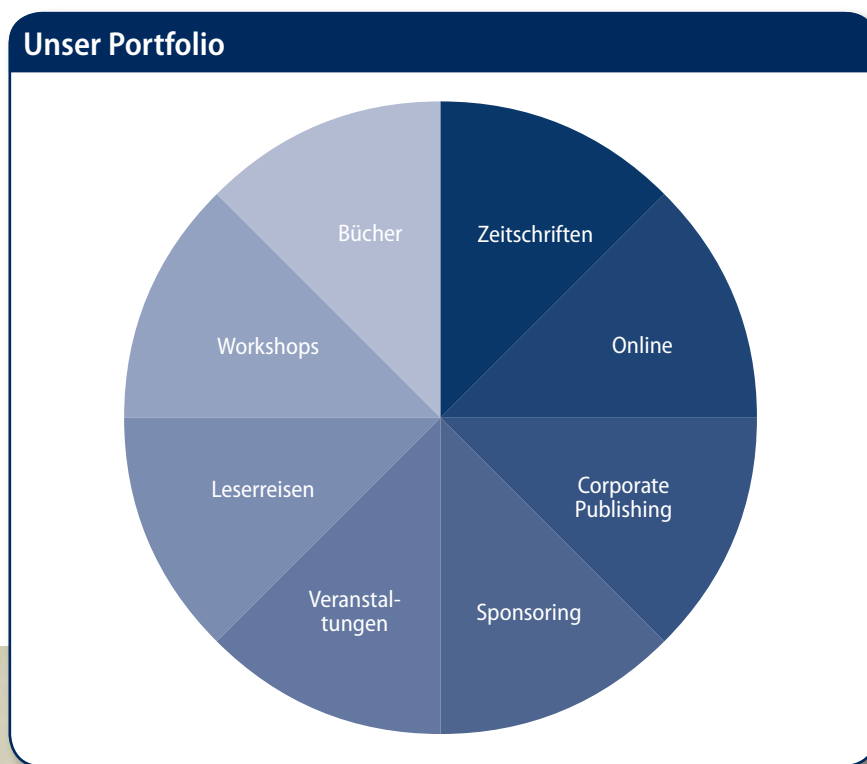 Unser Portfolio
Zeitschriften
Online
Corporate
Publishing
Sponsoring
Veranstal-
tungen
Leserreisen
Workshops
Bücher